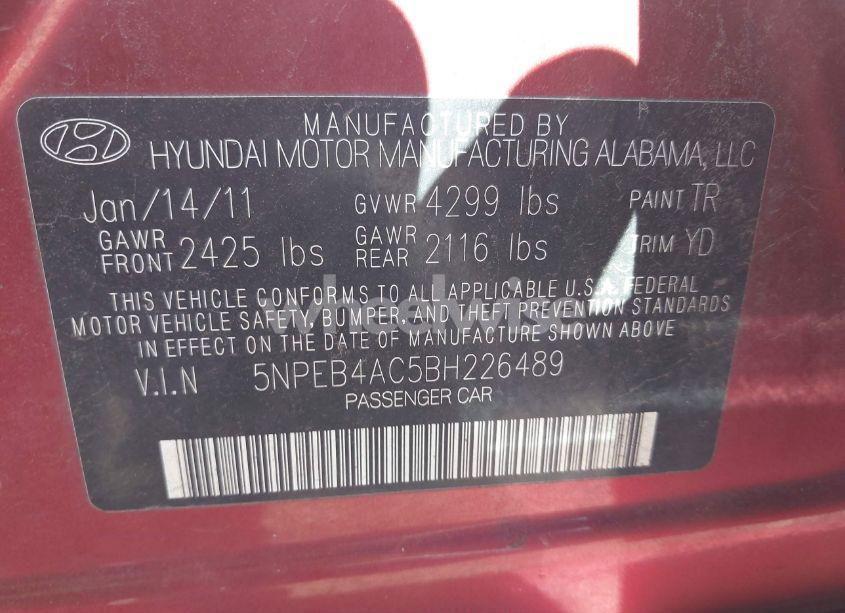 MANUFACTURED BY
HYUNDAI MOTOR MANUFACTURING ALABAMA, LLC
Jan/14/11 GVWR 4299 lbs PAINT TR
GAWR FRONT 2425 lbs GAWR REAR 2116 lbs TRIM YD
THIS VEHICLE CONFORMS TO ALL APPLICABLE U.S.A. FEDERAL
MOTOR VEHICLE SAFETY, BUMPER, AND THEFT PREVENTION STANDARDS
IN EFFECT ON THE DATE OF MANUFACTURE SHOWN ABOVE.
V.I.N 5NPEB4AC5BH226489
PASSENGER CAR